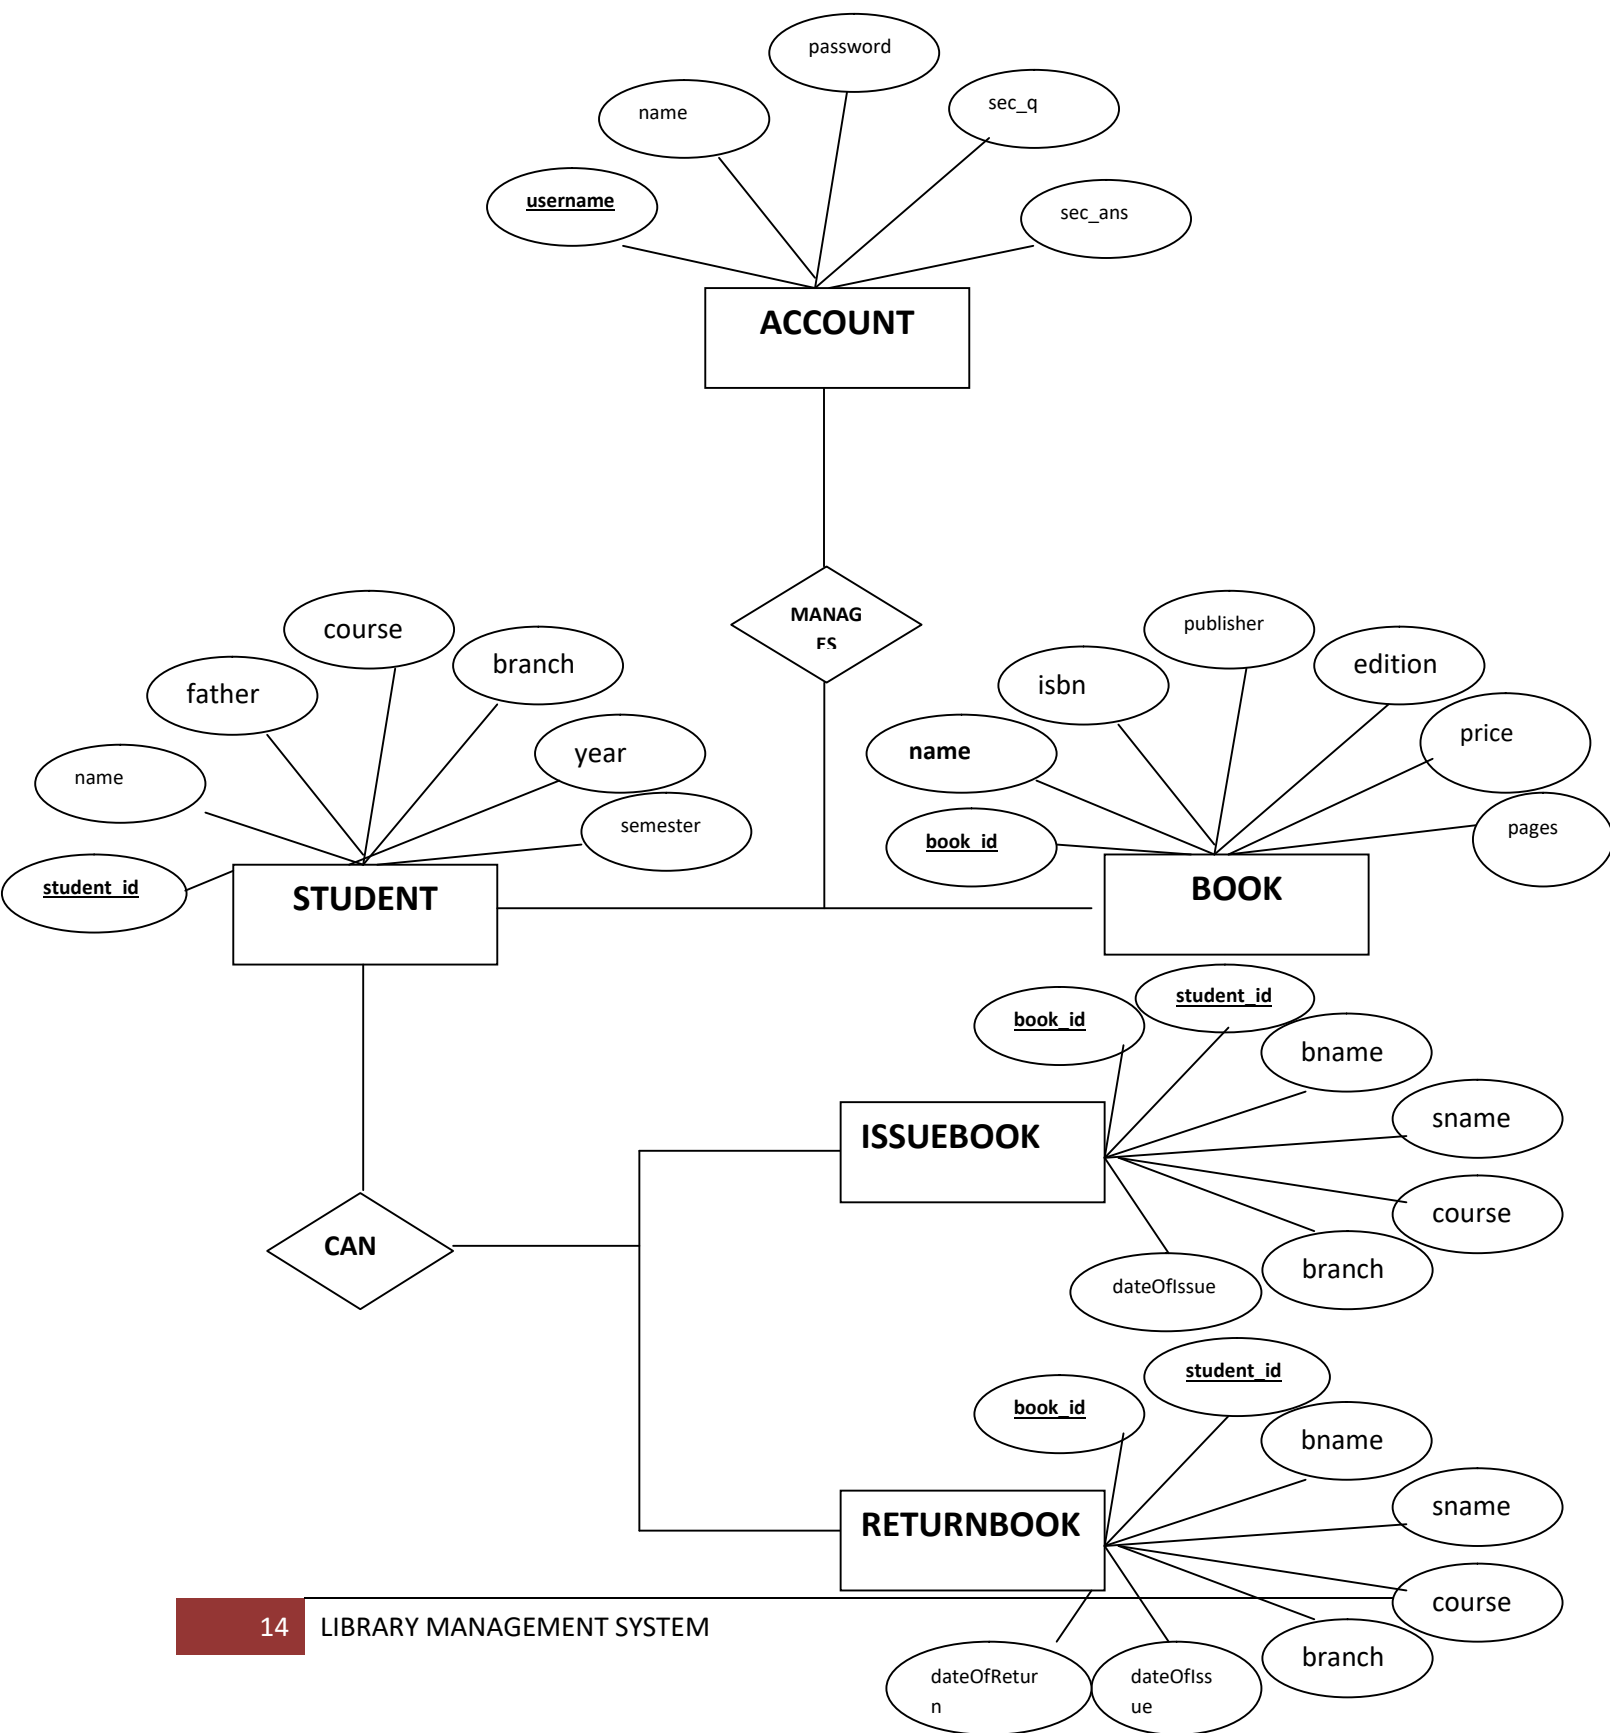 password
sec_q
name
username
sec_ans
ACCOUNT
MANAG
ES
course
branch
father
year
name
semester
student_id
STUDENT
publisher
edition
isbn
price
name
pages
book_id
BOOK
student_id
book_id
bname
sname
ISSUEBOOK
course
CAN
branch
dateOfIssue
student_id
book_id
bname
sname
RETURNBOOK
course
branch
dateOfRetur
n
dateOfIss
ue
14 LIBRARY MANAGEMENT SYSTEM